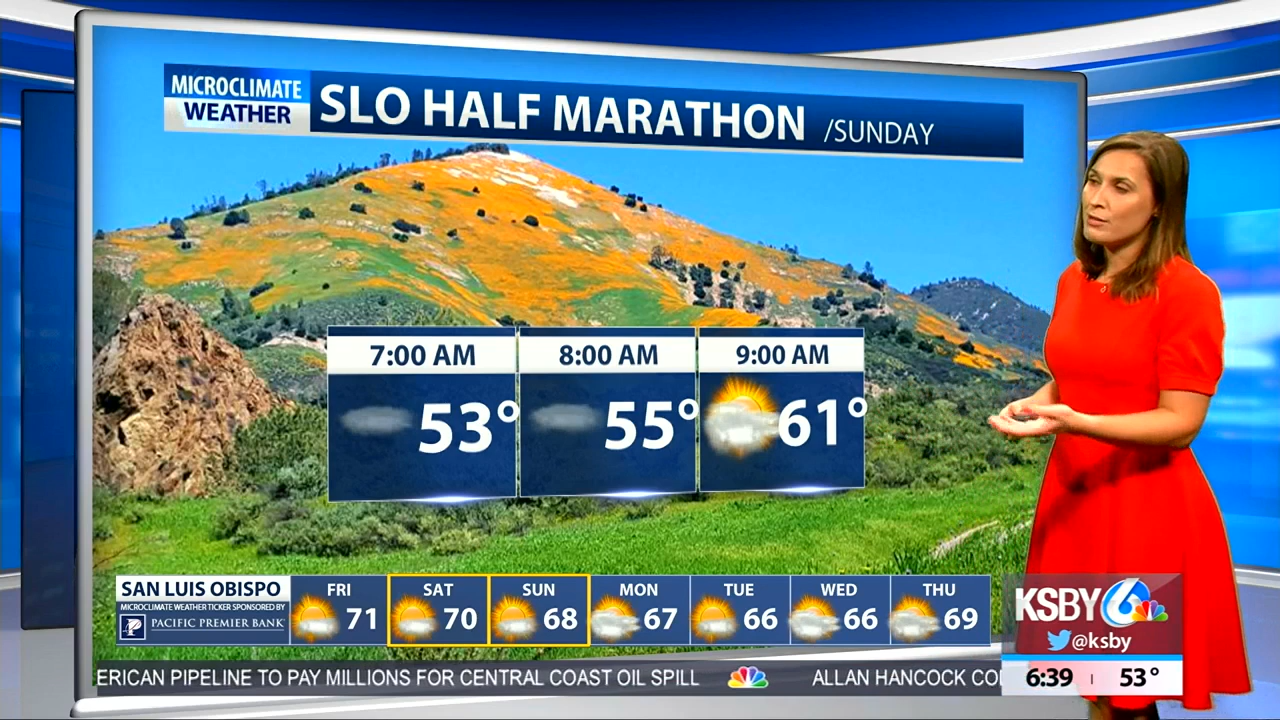 MICROCLIMATE
WEATHER
SLO HALF MARATHON /SUNDAY
7:00 AM 8:00 AM 9:00 AM
53° 55° 61°
SAN LUIS OBISPO
MICROCLIMATE WEATHER TICKER SPONSORED BY
P PACIFIC PREMIER BANK
FRI SAT SUN MON TUE WED THU
71 70 68 67 66 66 69
KSBY 6
@ksby
ERICAN PIPELINE TO PAY MILLIONS FOR CENTRAL COAST OIL SPILL ALLAN HANCOCK CO
6:39 53°